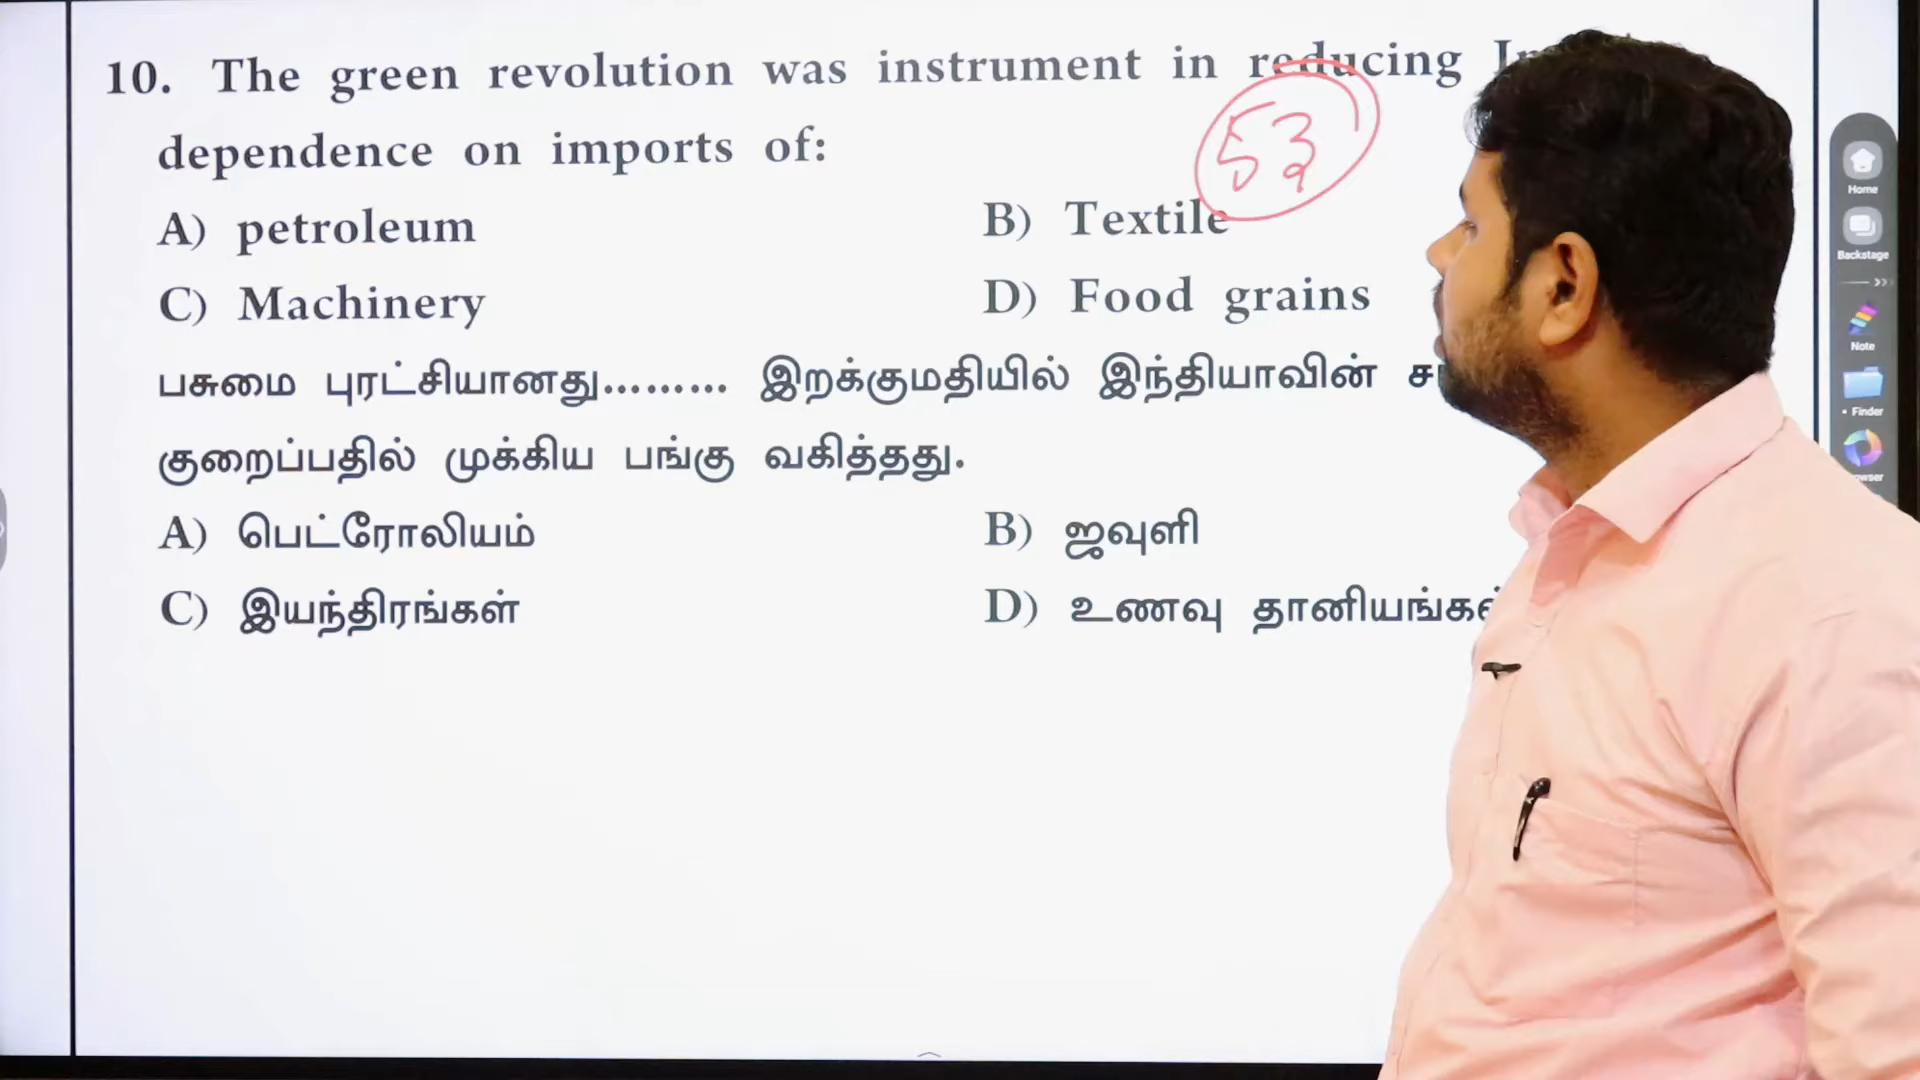 10. The green revolution was instrument in reducing
53
dependence on imports of:
A) petroleum B) Textile
C) Machinery D) Food grains
பசுமை புரட்சியானது......... இறக்குமதியில் இந்தியாவின்
குறைப்பதில் முக்கிய பங்கு வகித்தது.
A) பெட்ரோலியம் B) ஜவுளி
C) இயந்திரங்கள் D) உணவு தானியங்கள்
Home
Backstage
Note
Finder